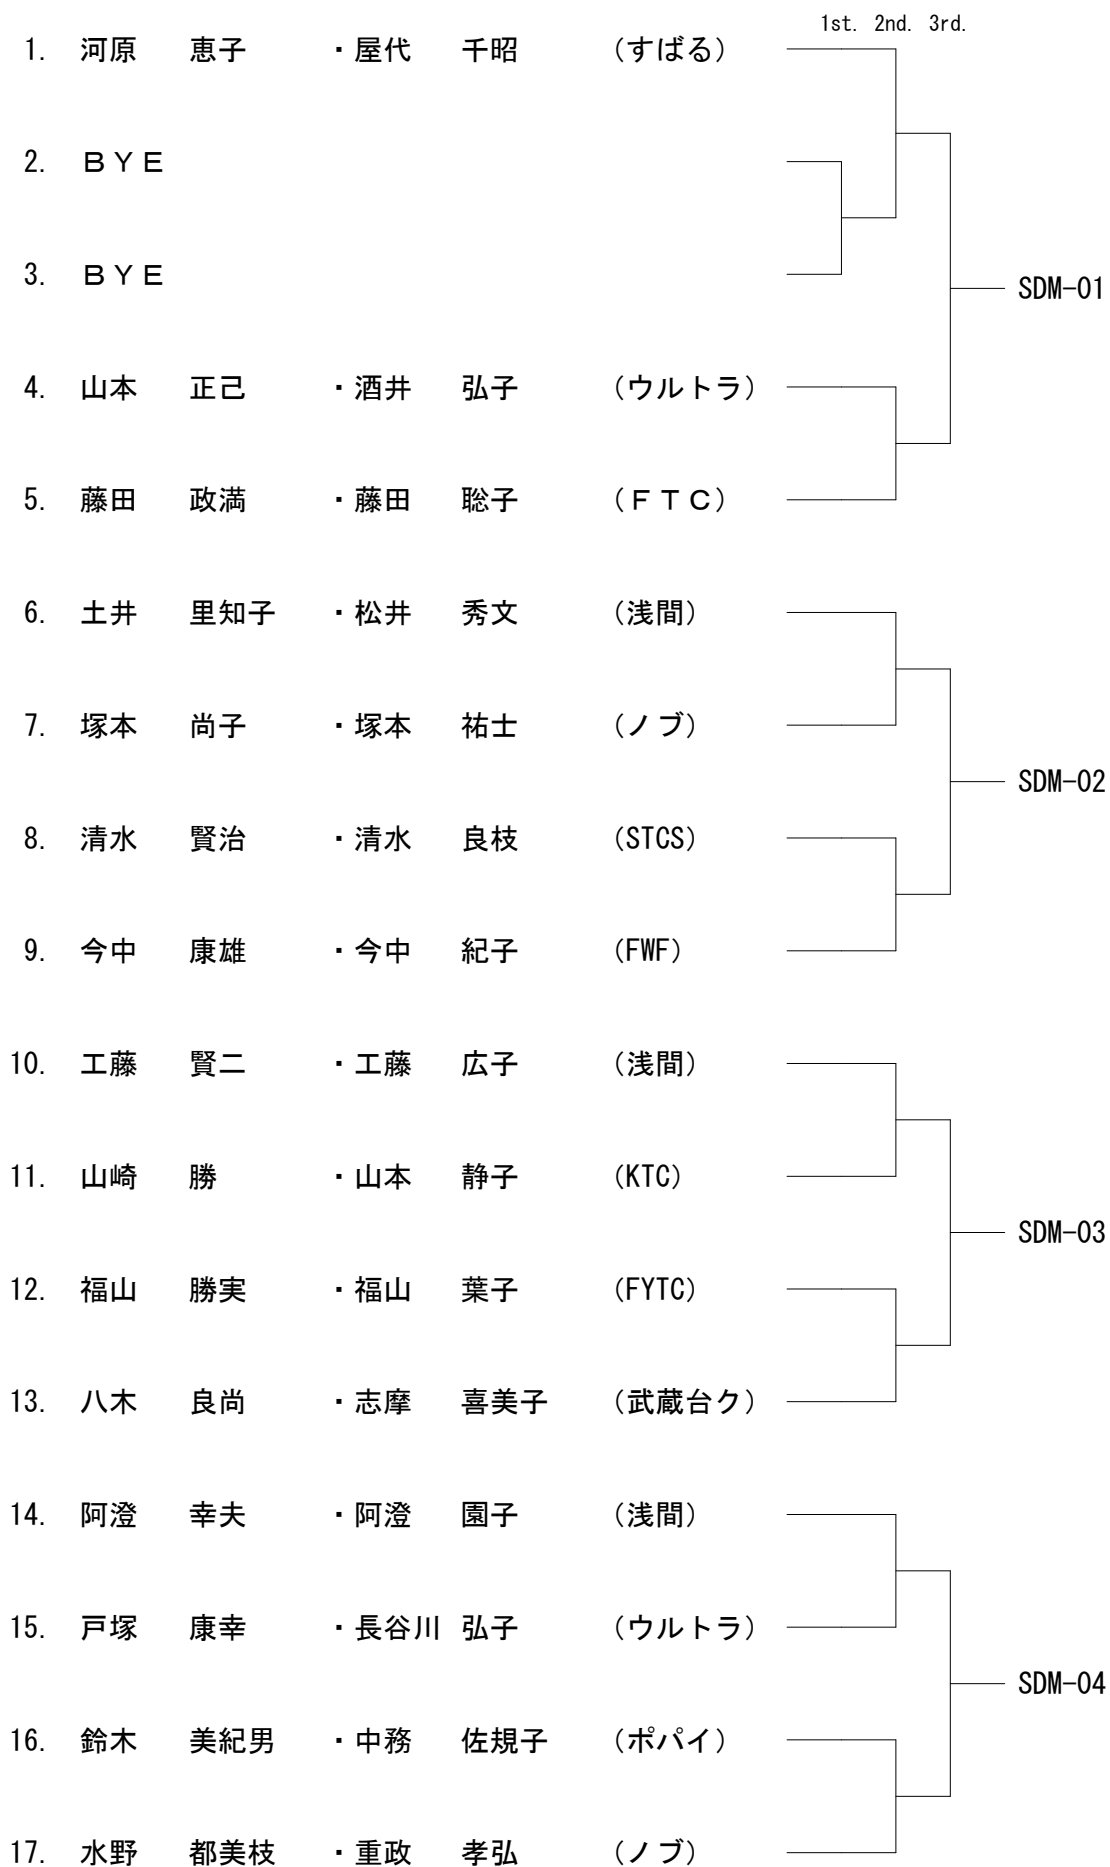 1st. 2nd. 3rd.
1. 河原 恵子 ・屋代 千昭 (すばる)
2. ＢＹＥ
3. ＢＹＥ
SDM-01
4. 山本 正己 ・酒井 弘子 (ウルトラ)
5. 藤田 政満 ・藤田 聡子 (ＦＴＣ)
6. 土井 里知子 ・松井 秀文 (浅間)
7. 塚本 尚子 ・塚本 祐士 (ノブ)
SDM-02
8. 清水 賢治 ・清水 良枝 (STCS)
9. 今中 康雄 ・今中 紀子 (FWF)
10. 工藤 賢二 ・工藤 広子 (浅間)
11. 山崎 勝 ・山本 静子 (KTC)
SDM-03
12. 福山 勝実 ・福山 葉子 (FYTC)
13. 八木 良尚 ・志摩 喜美子 (武蔵台ク)
14. 阿澄 幸夫 ・阿澄 園子 (浅間)
15. 戸塚 康幸 ・長谷川 弘子 (ウルトラ)
SDM-04
16. 鈴木 美紀男 ・中務 佐規子 (ポパイ)
17. 水野 都美枝 ・重政 孝弘 (ノブ)